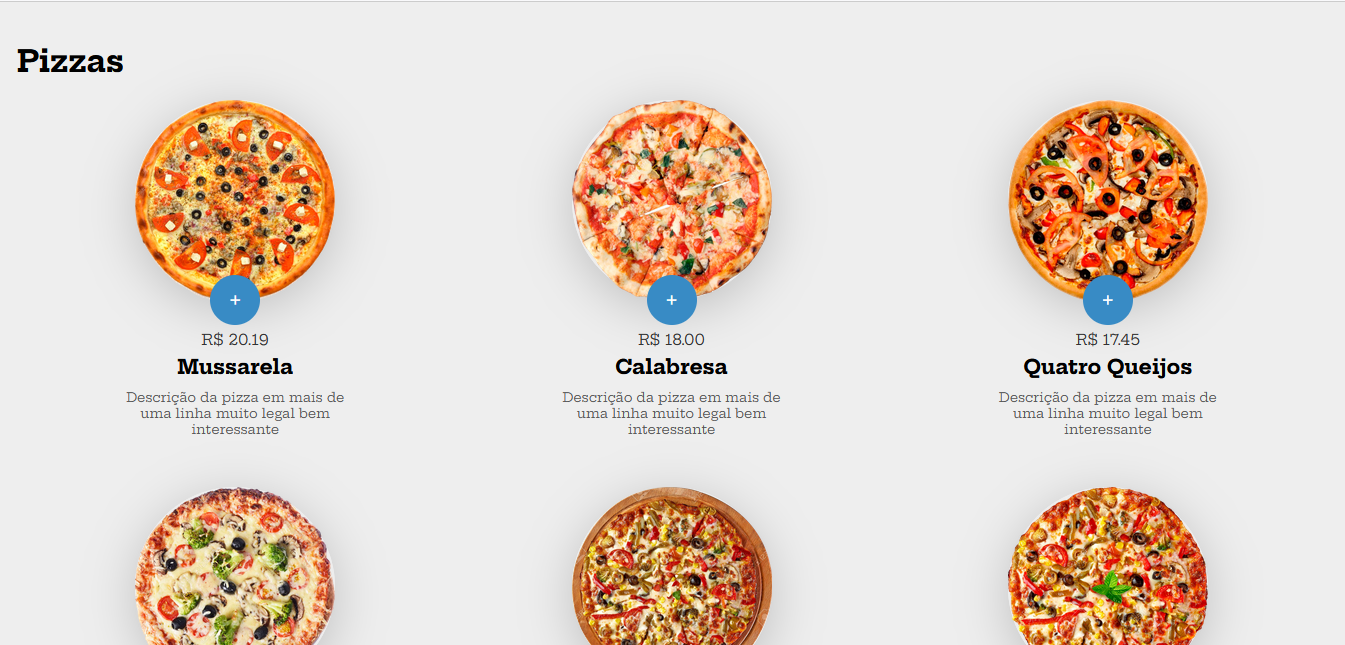 Pizzas
+
+
+
R$ 20.19
R$ 18.00
R$ 17.45
Mussarela
Calabresa
Quatro Queijos
Descrição da pizza em mais de
uma linha muito legal bem
interessante
Descrição da pizza em mais de
uma linha muito legal bem
interessante
Descrição da pizza em mais de
uma linha muito legal bem
interessante